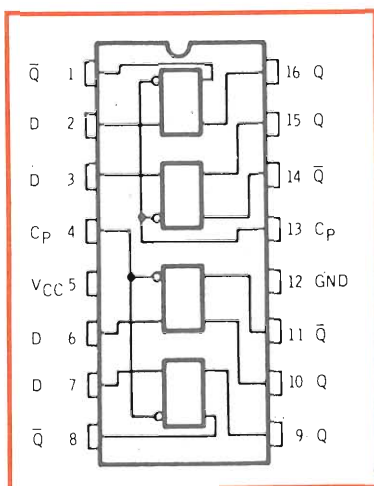 Q̅ 1 16 Q
D 2 15 Q
D 3 14 Q̅
CP 4 13 CP
VCC 5 12 GND
D 6 11 Q̅
D 7 10 Q
Q̅ 8 9 Q